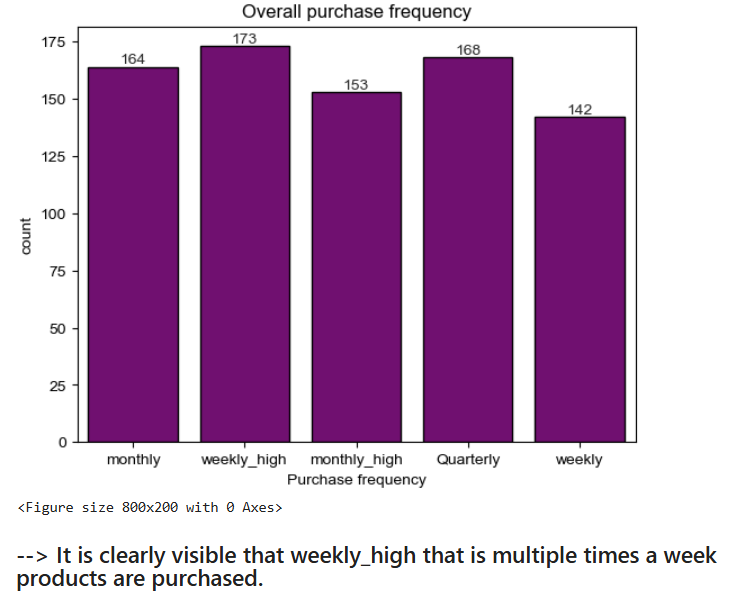 Overall purchase frequency
175
150
125
100
75
50
25
0
count
164
173
153
168
142
monthly
weekly_high
monthly_high
Quarterly
weekly
Purchase frequency
<Figure size 800x200 with 0 Axes>
--> It is clearly visible that weekly_high that is multiple times a week
products are purchased.